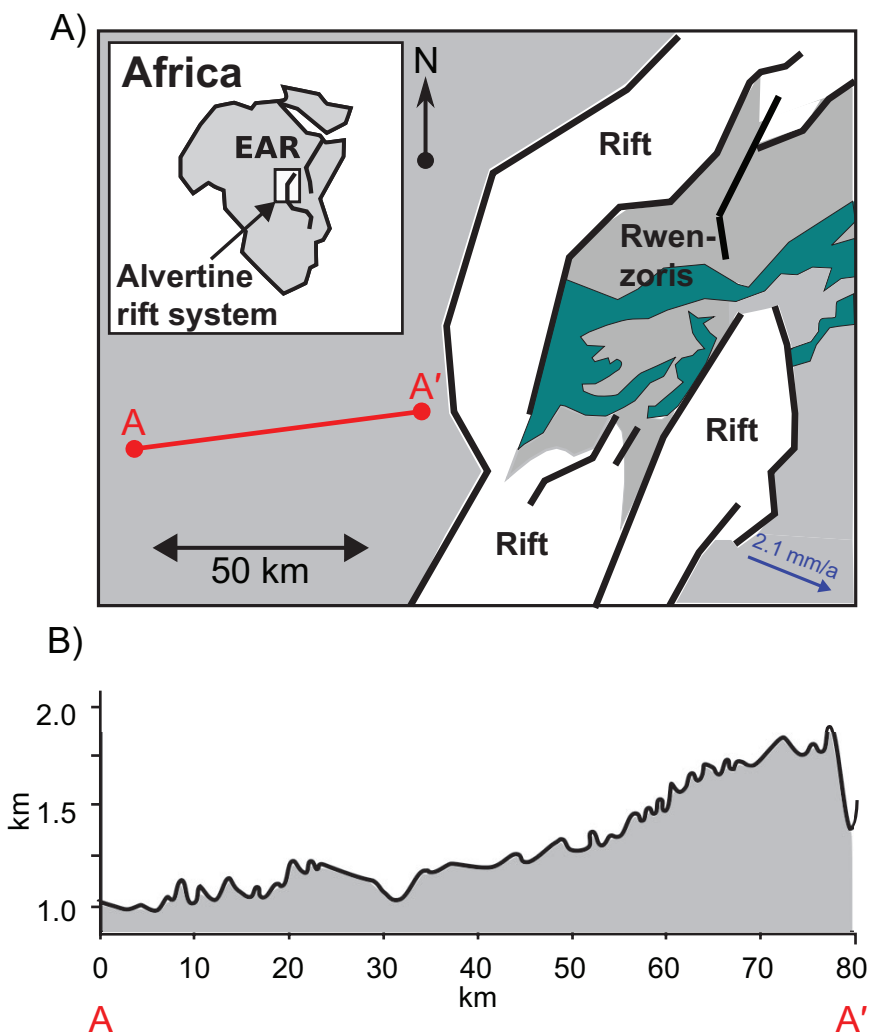 A)
Africa
EAR
Alvertine
rift system
N
Rift
Rwen-
zoris
A
A′
Rift
Rift
50 km
2.1 mm/a
B)
km
2.0
1.5
1.0
0 10 20 30 40 50 60 70 80
km
A A′